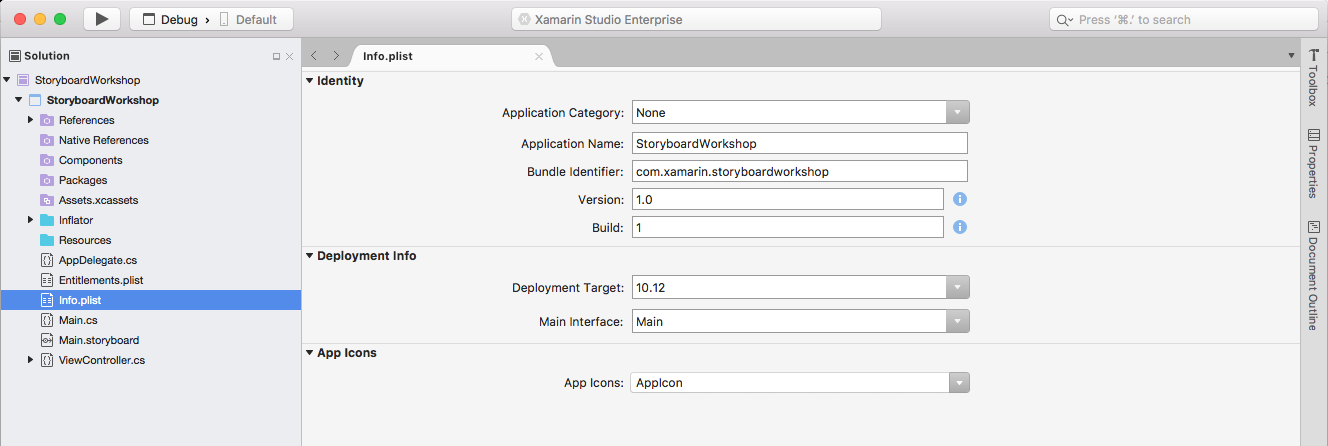 Debug › Default
Xamarin Studio Enterprise
Press ‘⌘.’ to search
Solution
Info.plist
StoryboardWorkshop
StoryboardWorkshop
References
Native References
Components
Packages
Assets.xcassets
Inflator
Resources
AppDelegate.cs
Entitlements.plist
Info.plist
Main.cs
Main.storyboard
ViewController.cs
Identity
Application Category: None
Application Name: StoryboardWorkshop
Bundle Identifier: com.xamarin.storyboardworkshop
Version: 1.0
Build: 1
Deployment Info
Deployment Target: 10.12
Main Interface: Main
App Icons
App Icons: AppIcon
Toolbox
Properties
Document Outline